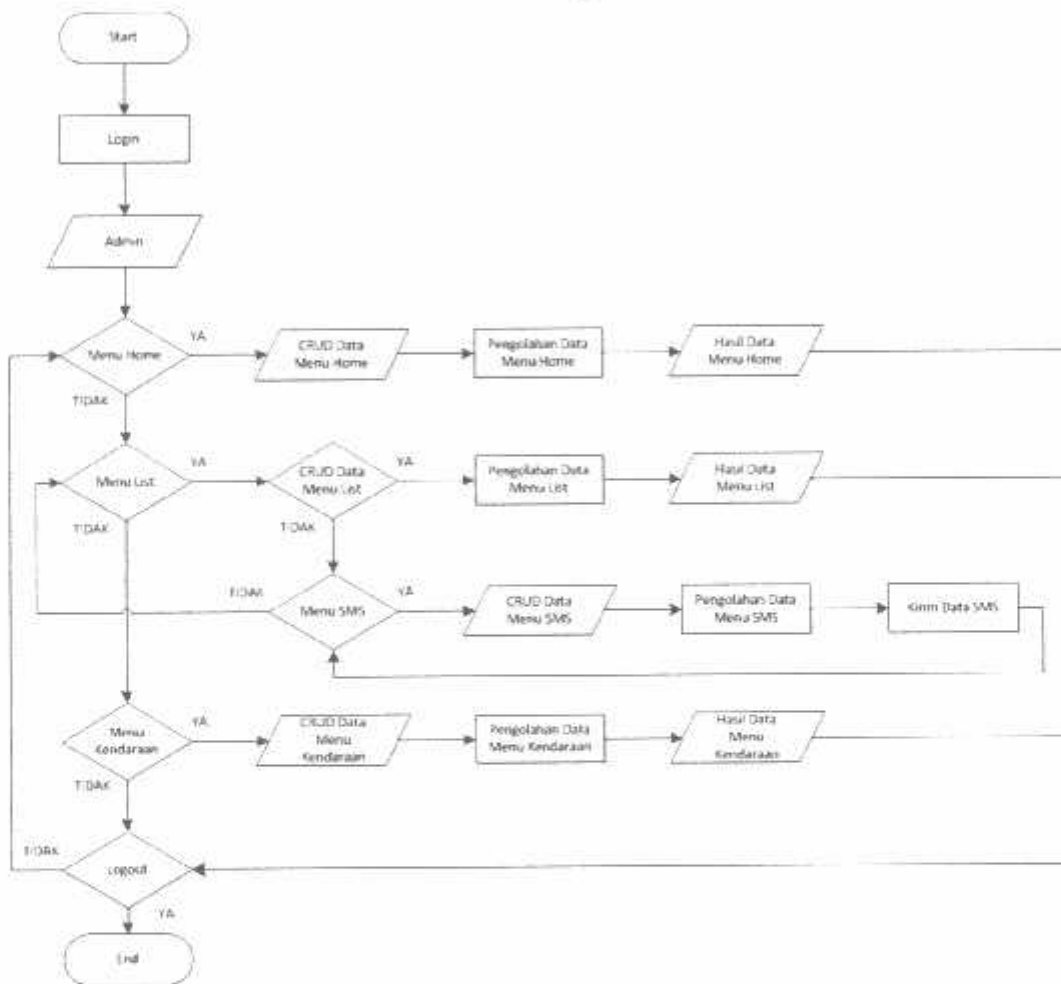 Start
Login
Admin
Menu Home
YA
CRUD Data
Menu Home
Pengolahan Data
Menu Home
Hasil Data
Menu Home
TIDAK
Menu List
YA
CRUD Data
Menu List
YA
Pengolahan Data
Menu List
Hasil Data
Menu List
TIDAK
TIDAK
TIDAK
Menu SMS
YA
CRUD Data
Menu SMS
Pengolahan Data
Menu SMS
Kirim Data SMS
Menu
Kendaraan
YA
CRUD Data
Menu
Kendaraan
Pengolahan Data
Menu Kendaraan
Hasil Data
Menu
Kendaraan
TIDAK
TIDAK
Logout
YA
End